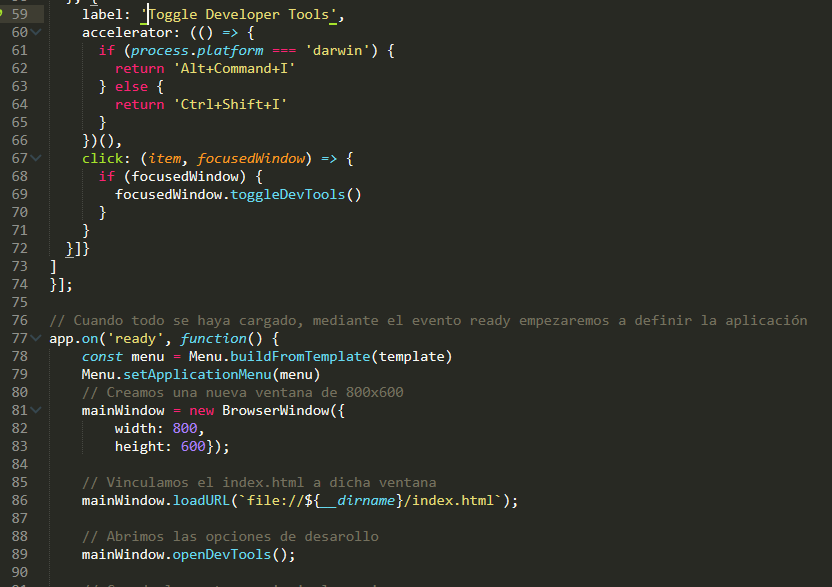 59 label: 'Toggle Developer Tools',
60 accelerator: (() => {
61 if (process.platform === 'darwin') {
62 return 'Alt+Command+I'
63 } else {
64 return 'Ctrl+Shift+I'
65 }
66 })(),
67 click: (item, focusedWindow) => {
68 if (focusedWindow) {
69 focusedWindow.toggleDevTools()
70 }
71 }
72 }]}
73 ]
74 }];
75
76 // Cuando todo se haya cargado, mediante el evento ready empezaremos a definir la aplicación
77 app.on('ready', function() {
78 const menu = Menu.buildFromTemplate(template)
79 Menu.setApplicationMenu(menu)
80 // Creamos una nueva ventana de 800x600
81 mainWindow = new BrowserWindow({
82 width: 800,
83 height: 600});
84
85 // Vinculamos el index.html a dicha ventana
86 mainWindow.loadURL(`file://${__dirname}/index.html`);
87
88 // Abrimos las opciones de desarollo
89 mainWindow.openDevTools();
90